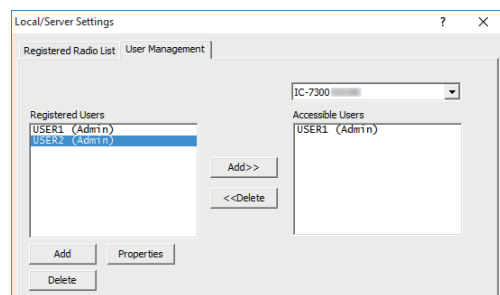 Local/Server Settings
? ×
Registered Radio List User Management
IC-7300
Registered Users
Accessible Users
USER1 (Admin)
USER2 (Admin)
USER1 (Admin)
Add>>
<<Delete
Add
Properties
Delete